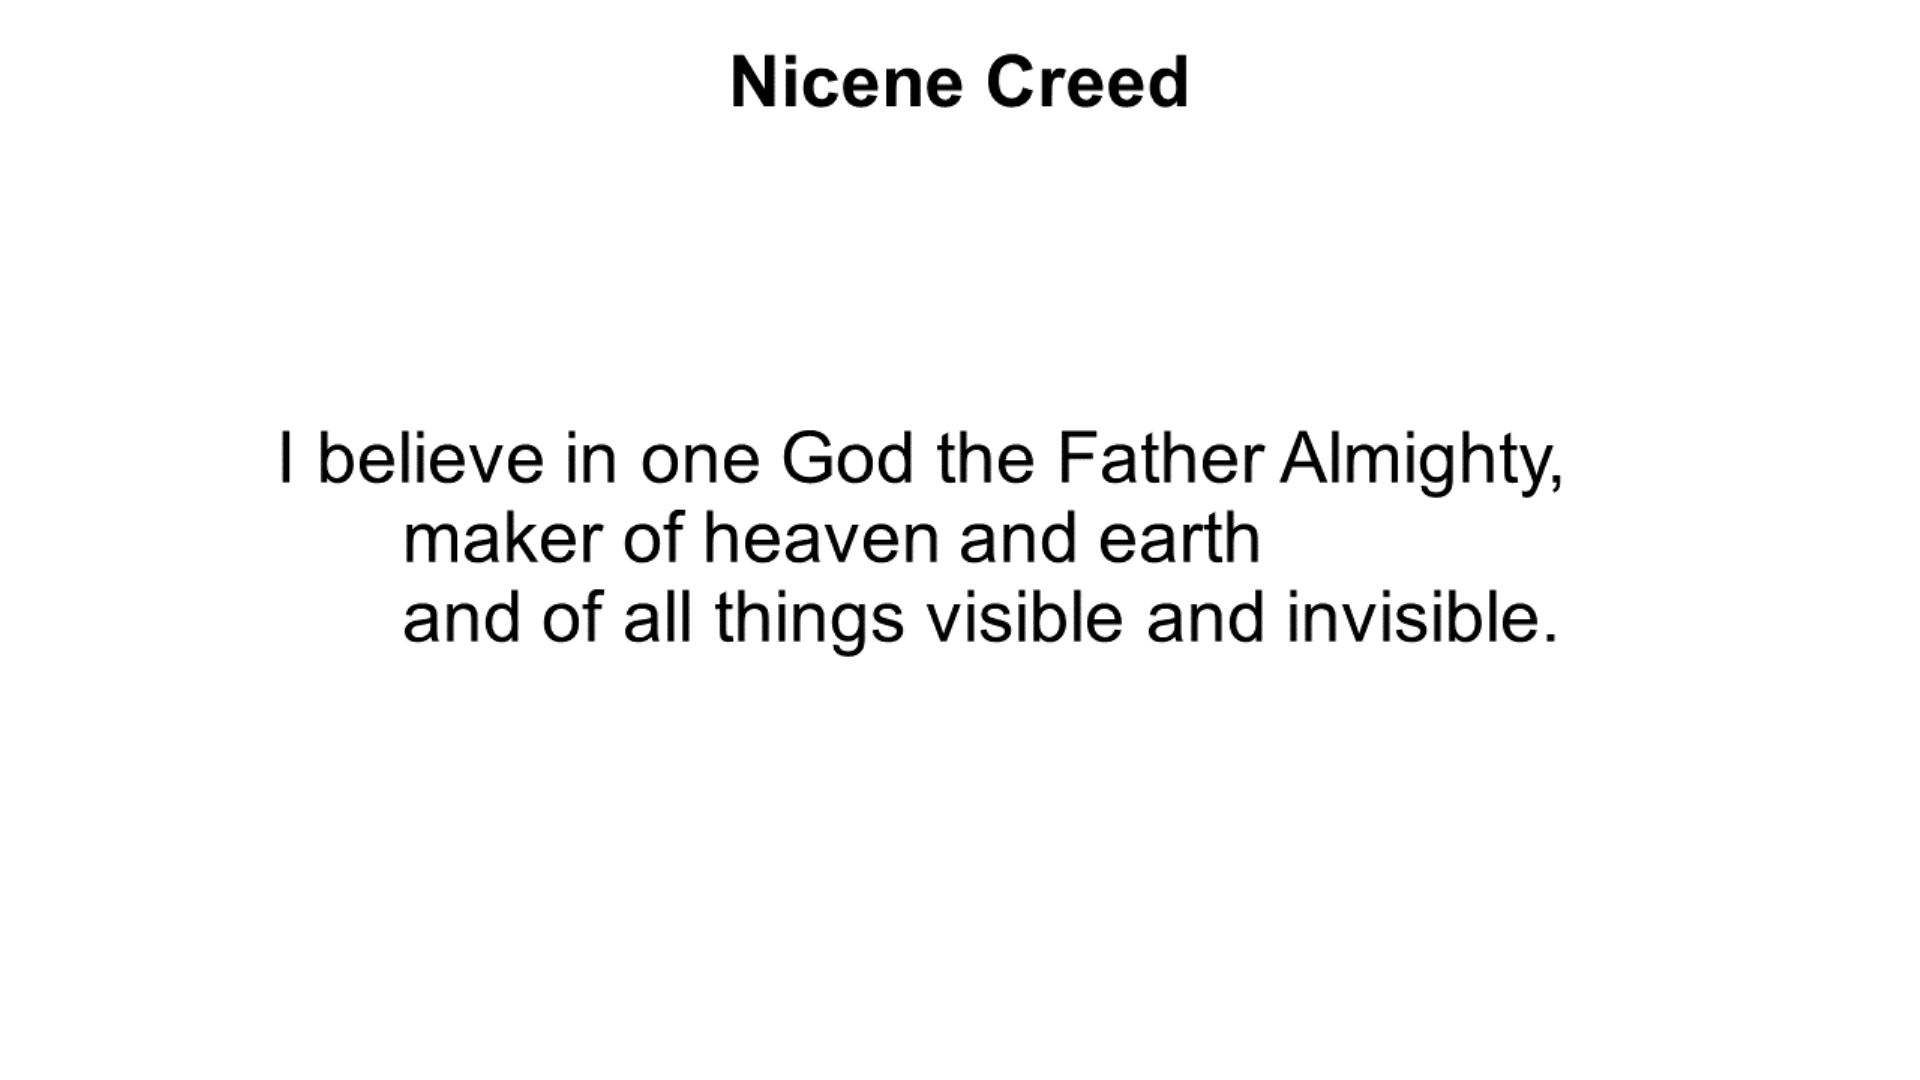 Nicene Creed
I believe in one God the Father Almighty,
maker of heaven and earth
and of all things visible and invisible.